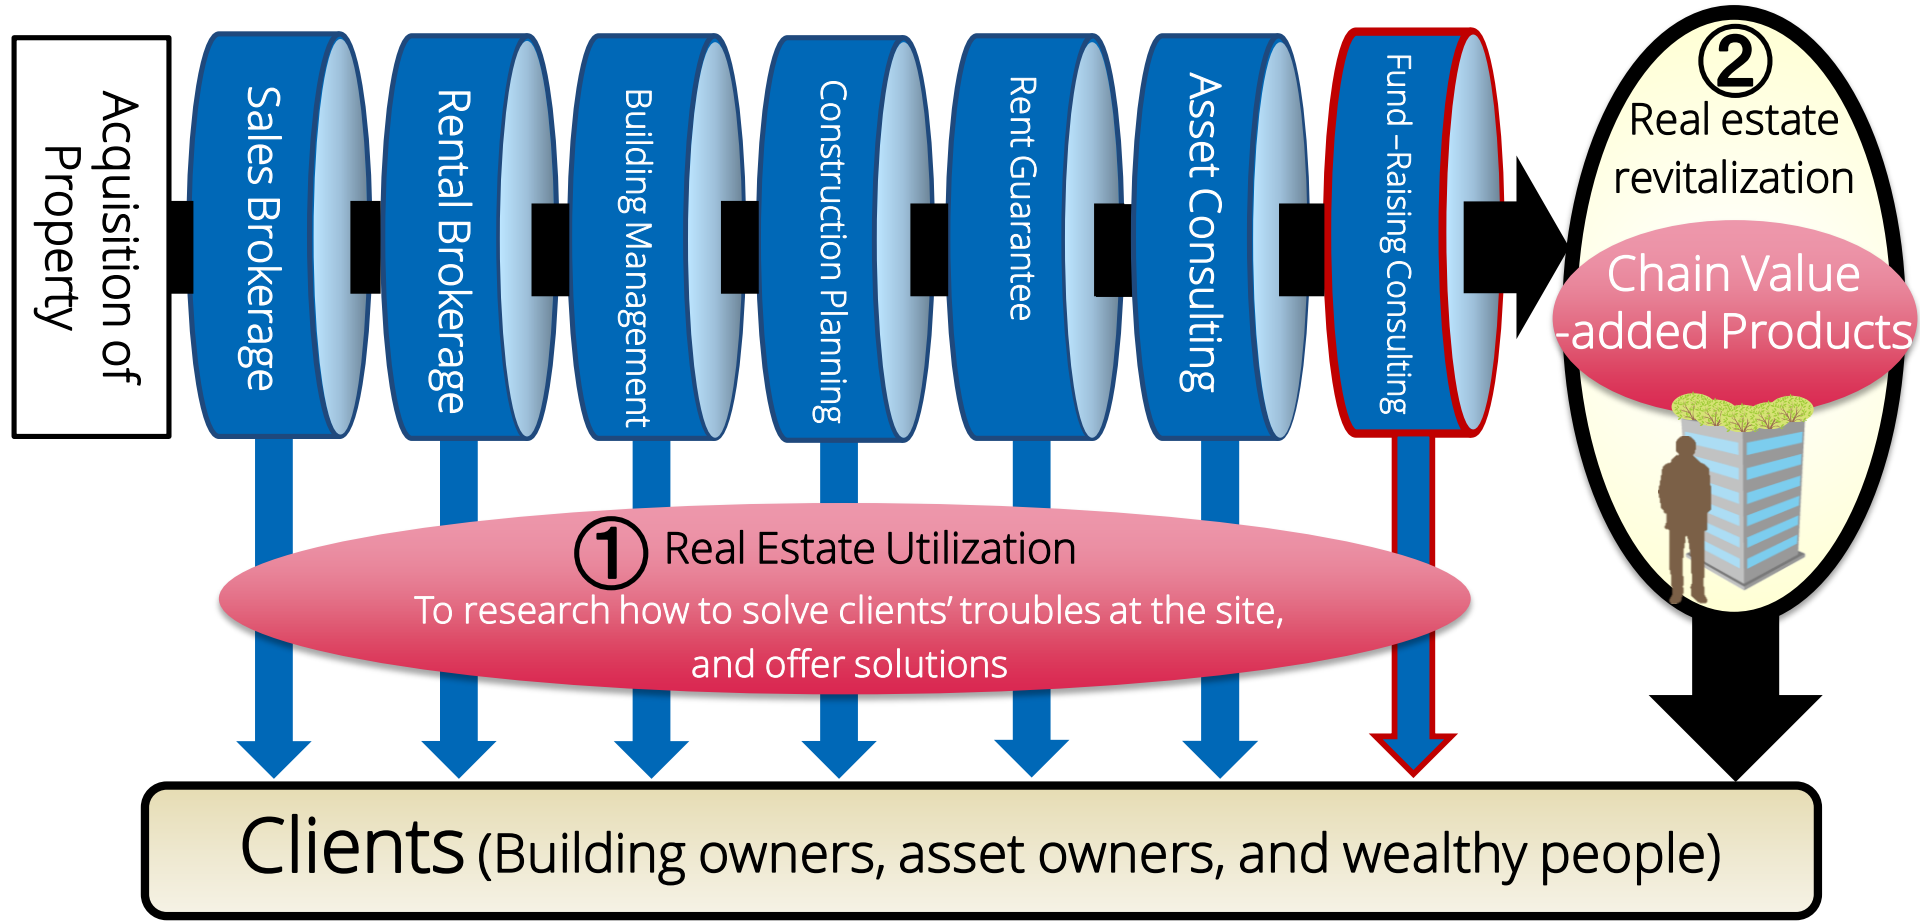 Acquisition of
Property
Sales Brokerage
Rental Brokerage
Building Management
Construction Planning
Rent Guarantee
Asset Consulting
Fund –Raising Consulting
②
Real estate
revitalization
Chain Value
-added Products
① Real Estate Utilization
To research how to solve clients’ troubles at the site,
and offer solutions
Clients (Building owners, asset owners, and wealthy people)